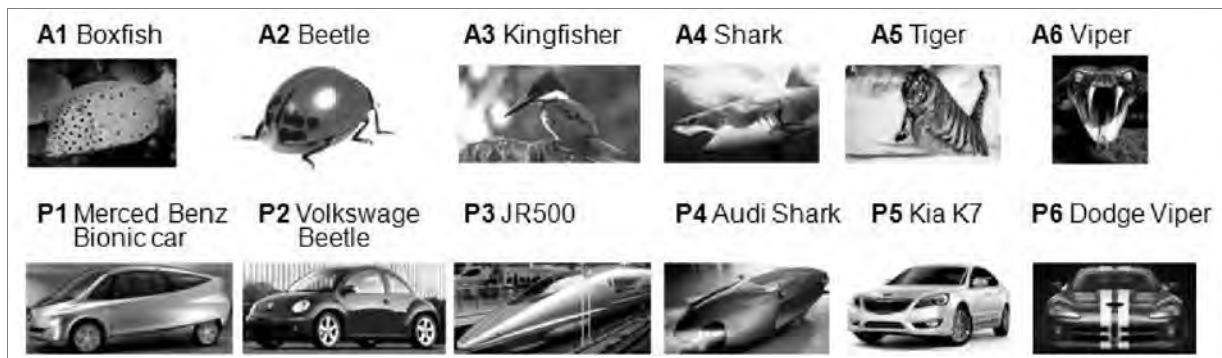 A1 Boxfish
A2 Beetle
A3 Kingfisher
A4 Shark
A5 Tiger
A6 Viper
P1 Merced Benz
Bionic car
P2 Volkswage
Beetle
P3 JR500
P4 Audi Shark
P5 Kia K7
P6 Dodge Viper